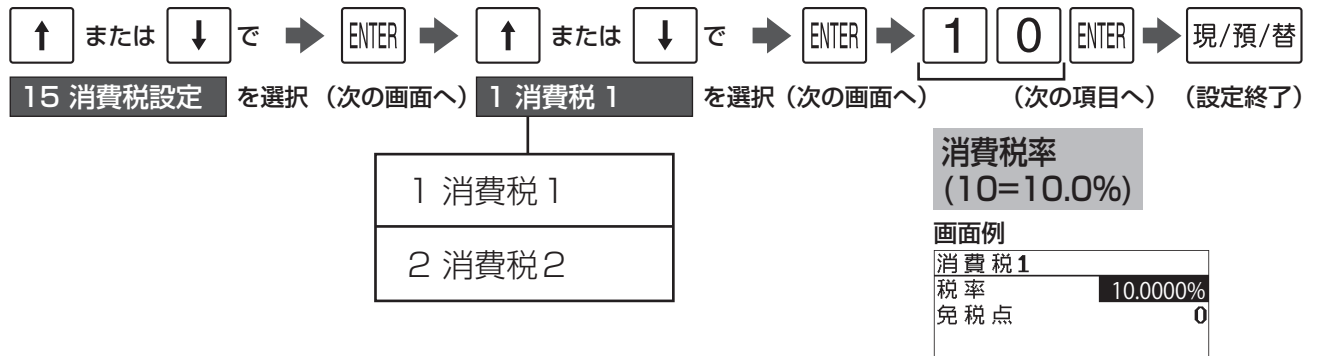 ↑ または ↓ で ➡ ENTER ➡ ↑ または ↓ で ➡ ENTER ➡ 1 0 ENTER ➡ 現/預/替
15 消費税設定 を選択 (次の画面へ) 1 消費税 1 を選択 (次の画面へ) (次の項目へ) (設定終了)
1 消費税1
2 消費税2
消費税率
(10=10.0%)
画面例
消費税1
税率 10.0000%
免税点 0